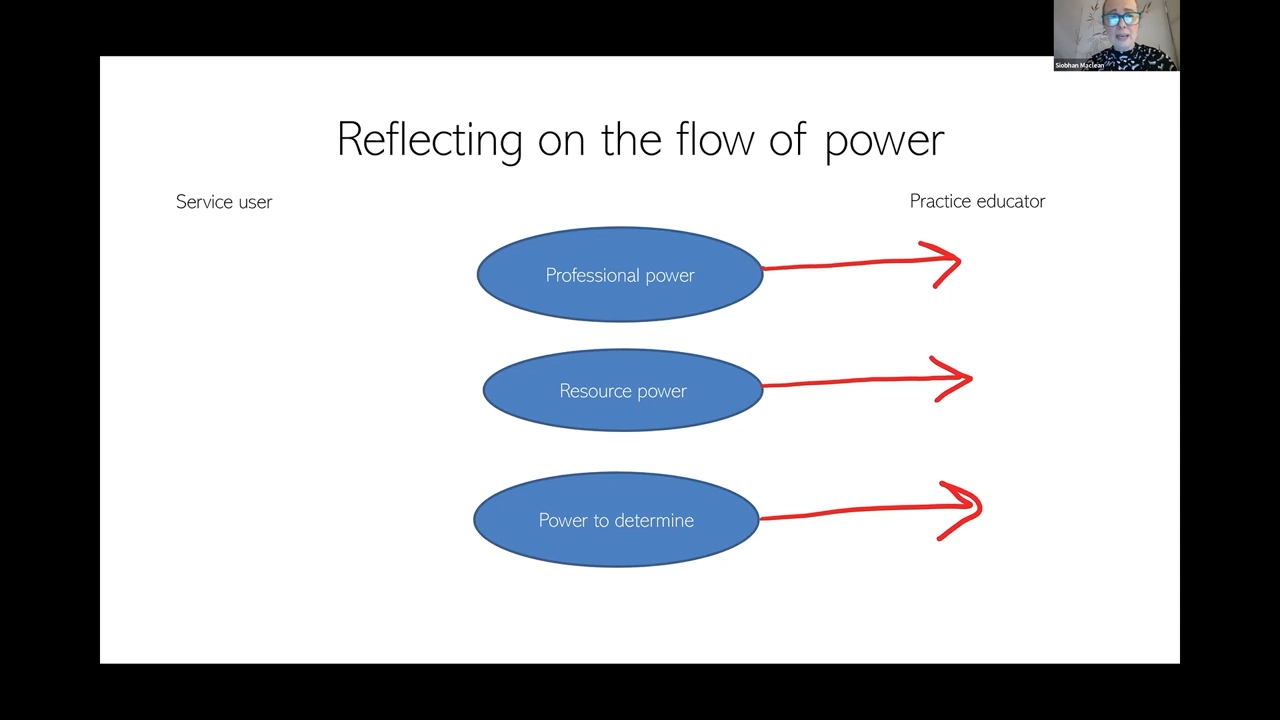 Siobhan Maclean
Reflecting on the flow of power
Service user
Practice educator
Professional power
Resource power
Power to determine